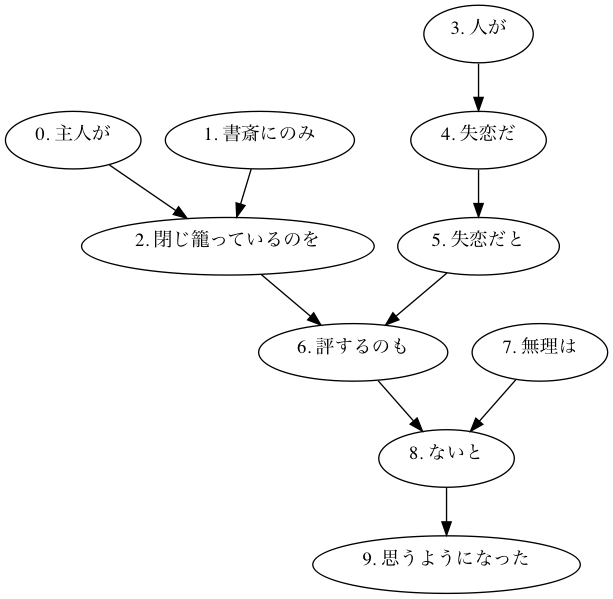 3. 人が
0. 主人が
1. 書斎にのみ
4. 失恋だ
2. 閉じ籠っているのを
5. 失恋だと
6. 評するのも
7. 無理は
8. ないと
9. 思うようになった